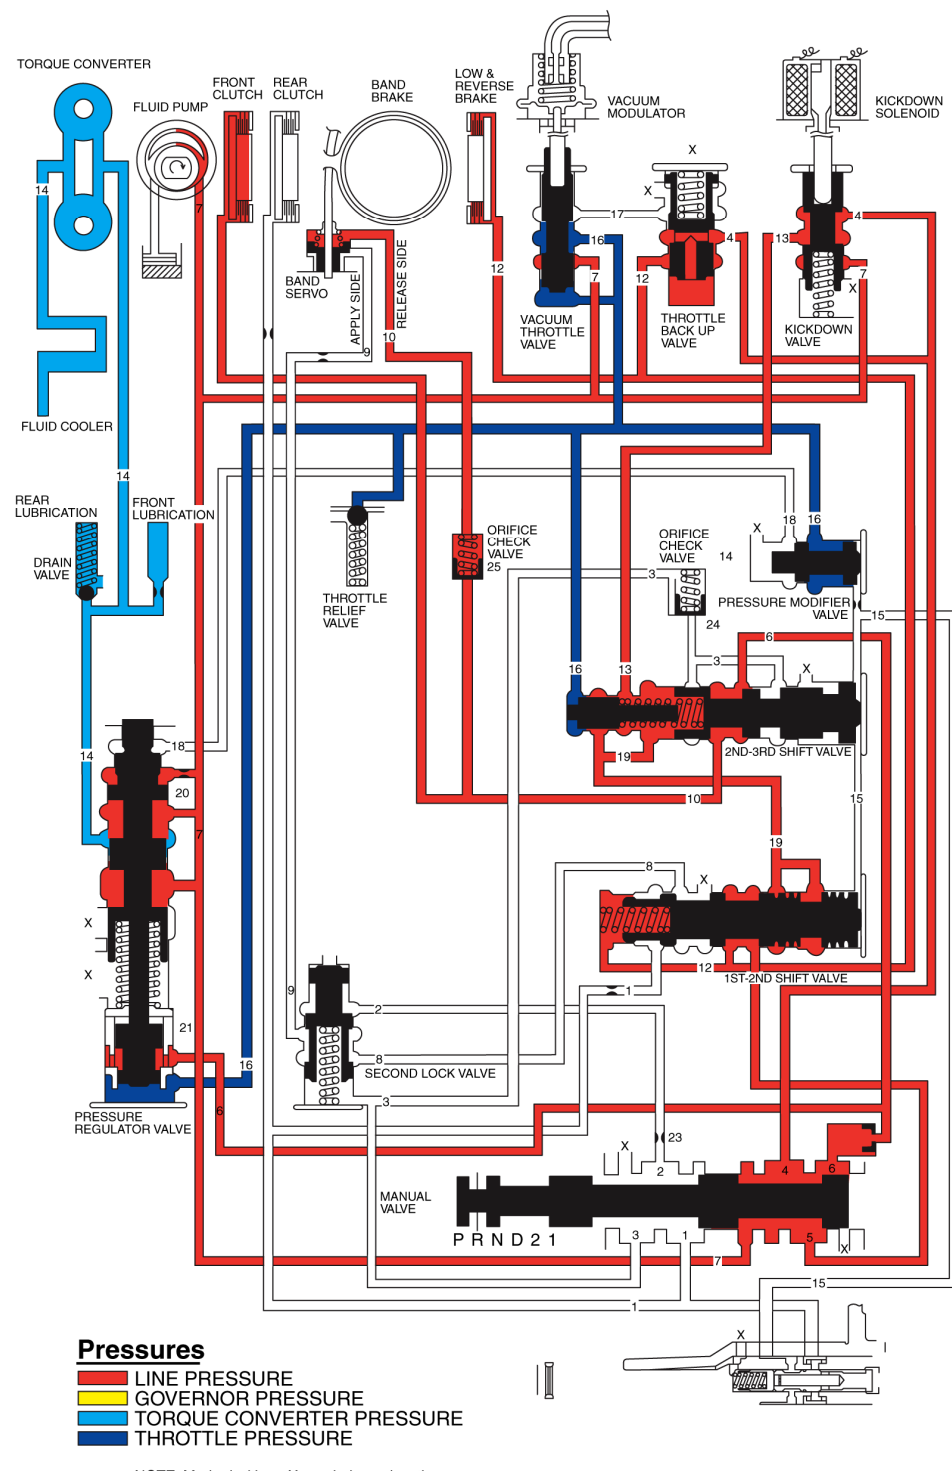 TORQUE CONVERTER
FLUID PUMP
FRONT
CLUTCH
REAR
CLUTCH
BAND
BRAKE
LOW &
REVERSE
BRAKE
VACUUM
MODULATOR
KICKDOWN
SOLENOID
X
X
14
7
17
4
4
16
13
12
7
12
7
X
BAND
SERVO
APPLY SIDE
RELEASE SIDE
10
9
VACUUM
THROTTLE
VALVE
THROTTLE
BACK UP
VALVE
KICKDOWN
VALVE
FLUID COOLER
14
REAR
LUBRICATION
FRONT
LUBRICATION
DRAIN
VALVE
THROTTLE
RELIEF
VALVE
ORIFICE
CHECK
VALVE
25
ORIFICE
CHECK
VALVE
14
3
24
X
18
16
PRESSURE MODIFIER
VALVE
15
6
3
X
16
13
19
2ND-3RD SHIFT VALVE
10
15
14
18
20
7
19
8
X
12
1ST-2ND SHIFT VALVE
1
X
X
21
9
2
8
SECOND LOCK VALVE
3
16
6
PRESSURE
REGULATOR VALVE
23
X
2
4
6
MANUAL
VALVE
P R N D 2 1
3
1
5
X
7
15
1
X
Pressures
LINE PRESSURE
GOVERNOR PRESSURE
TORQUE CONVERTER PRESSURE
THROTTLE PRESSURE